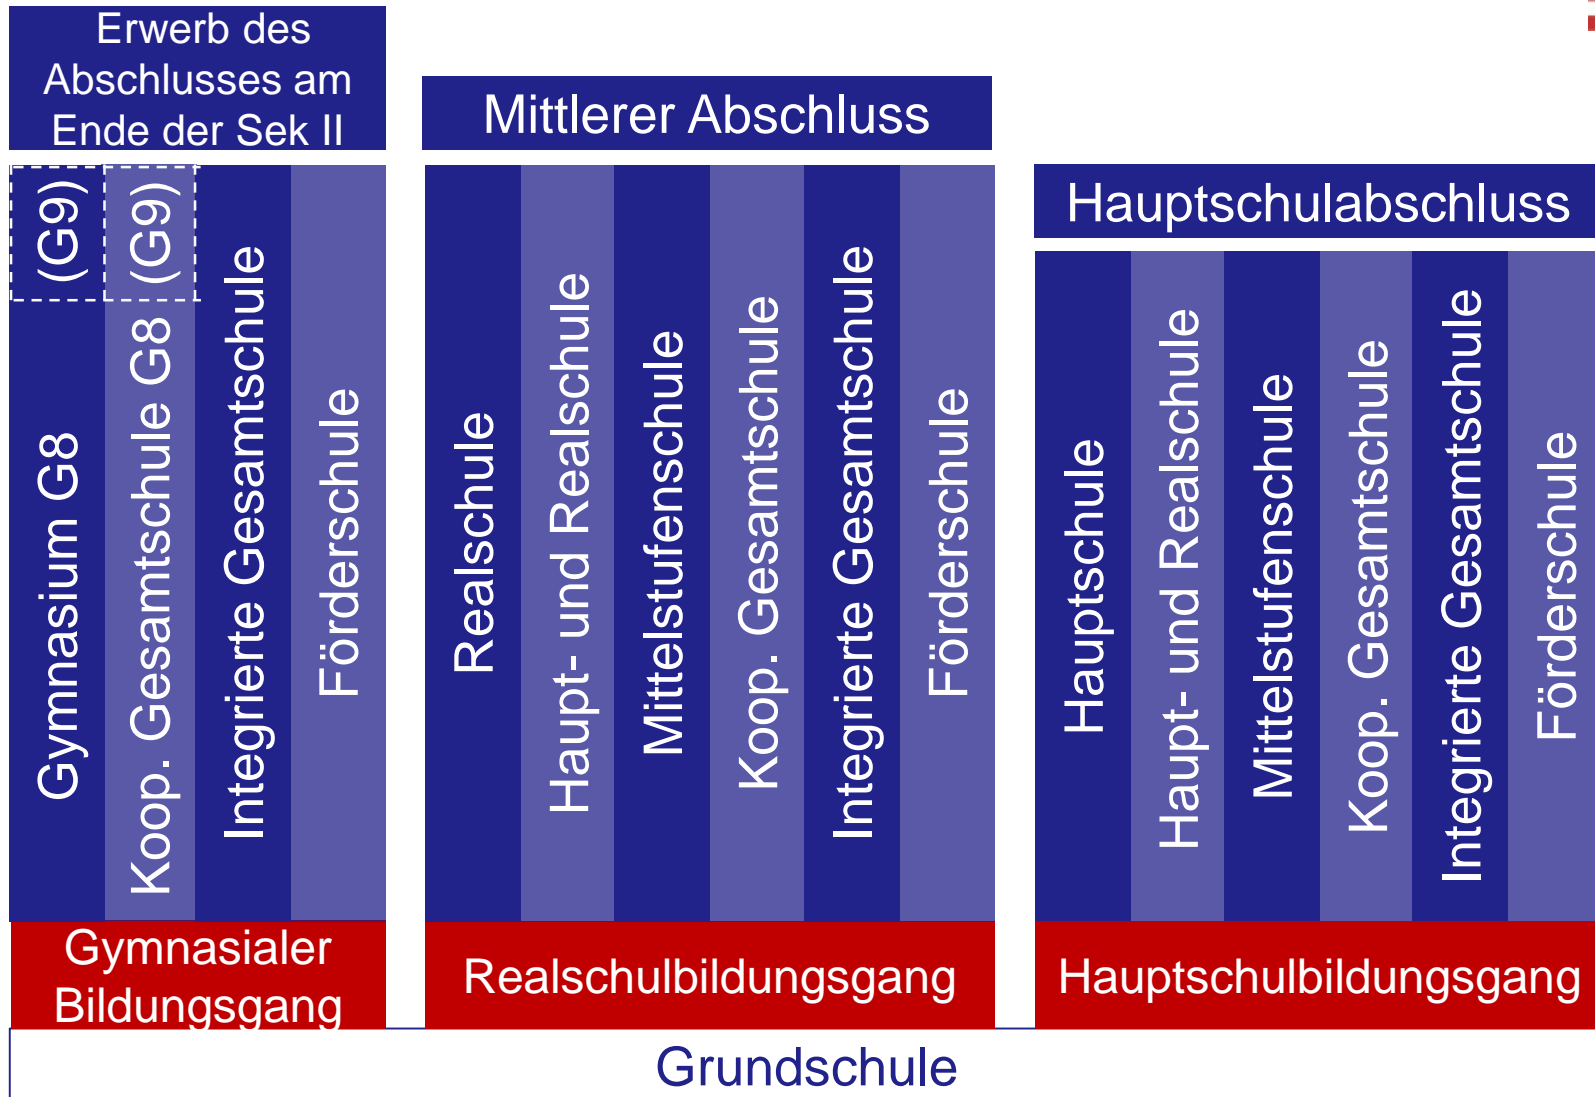 Erwerb des
Abschlusses am
Ende der Sek II
Mittlerer Abschluss
Hauptschulabschluss
Gymnasium G8 (G9)
Koop. Gesamtschule G8 (G9)
Integrierte Gesamtschule
Förderschule
Realschule
Haupt- und Realschule
Mittelstufenschule
Koop. Gesamtschule
Integrierte Gesamtschule
Förderschule
Hauptschule
Haupt- und Realschule
Mittelstufenschule
Koop. Gesamtschule
Integrierte Gesamtschule
Förderschule
Gymnasialer
Bildungsgang
Realschulbildungsgang
Hauptschulbildungsgang
Grundschule